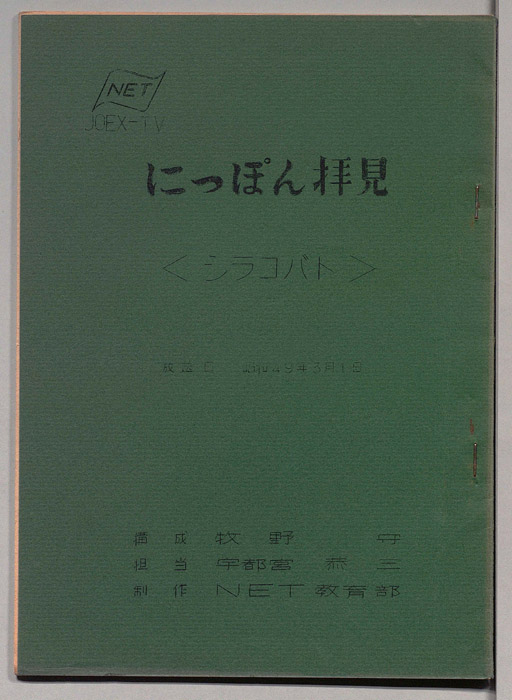 NET
JOEX-TV
にっぽん拝見
＜シラコバト＞
放送日 昭和49年3月1日
構成 牧野 守
担当 宇都宮 恭三
制作 NET教育部